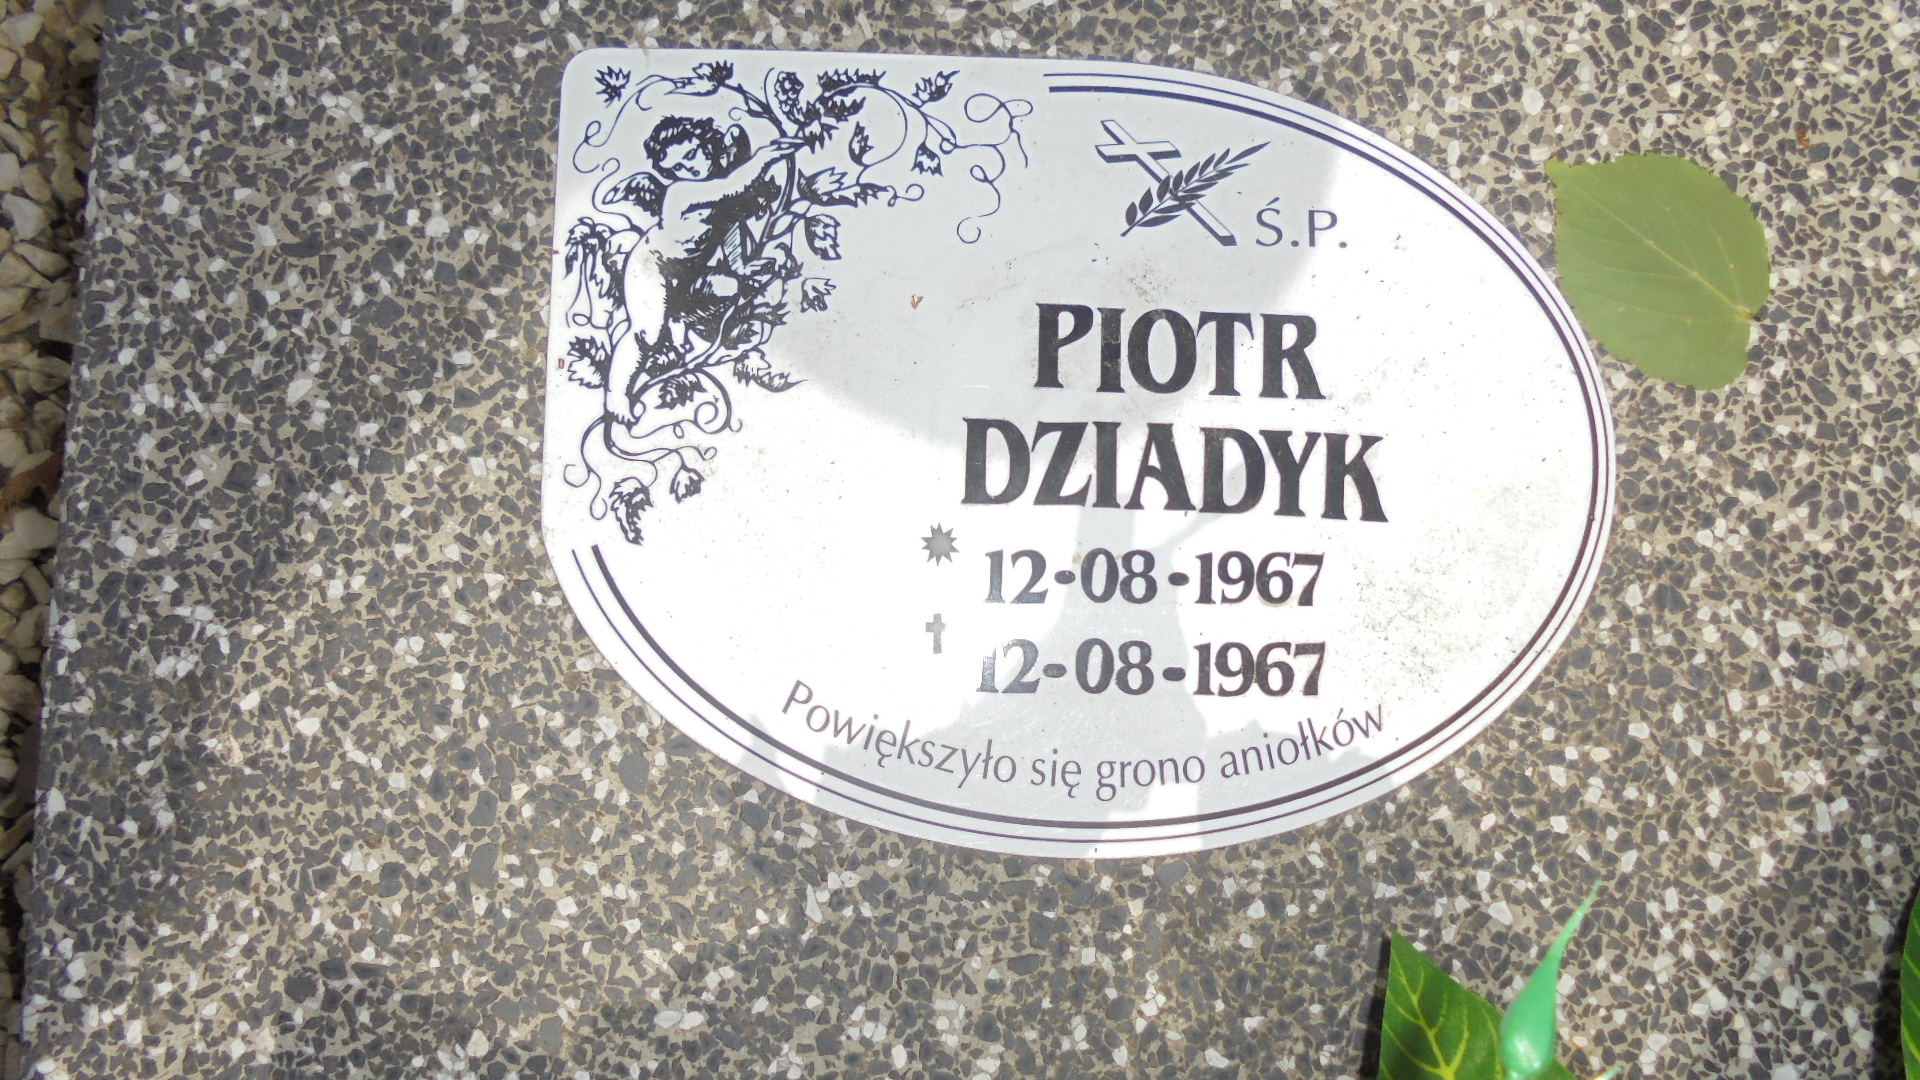 Ś.P.
PIOTR
DZIADYK
12-08-1967
12-08-1967
Powiększyło się grono aniołków